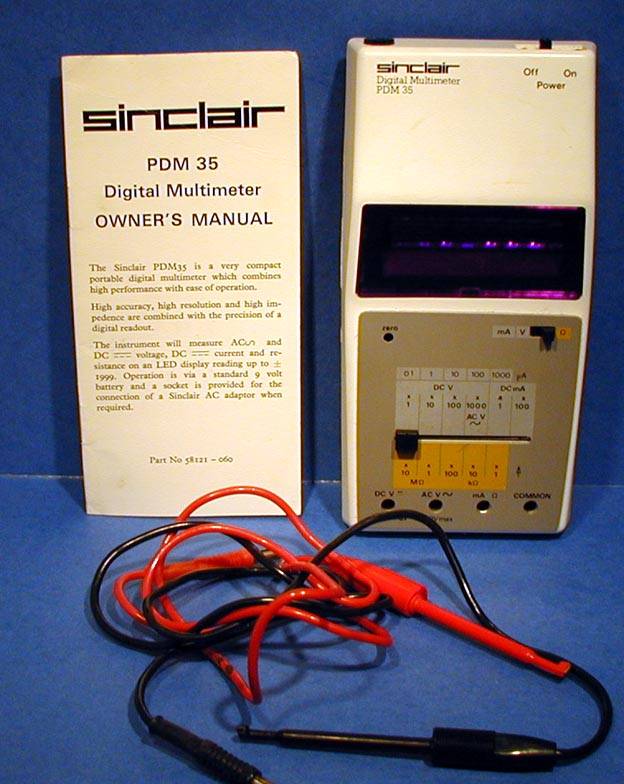 sinclair
PDM 35
Digital Multimeter
OWNER'S MANUAL
The Sinclair PDM35 is a very compact
portable digital multimeter which combines
high performance with ease of operation.
High accuracy, high resolution and high im-
pedence are combined with the precision of a
digital readout.
The instrument will measure AC∿ and
DC ⎓ voltage, DC ⎓ current and re-
sistance on an LED display reading up to ±
1999. Operation is via a standard 9 volt
battery and a socket is provided for the
connection of a Sinclair AC adaptor when
required.
Part No 58121 – 060
sinclair
Digital Multimeter
PDM 35
Off On
Power
zero
mA V Ω
0·1 1 10 100 1000 μA
DC V DC mA
x x x x x x
1 10 100 1000 1 100
AC V
∿
x x x x x
10 1 100 10 1
MΩ kΩ
DC V ⎓ AC V ∿ mA Ω COMMON
max